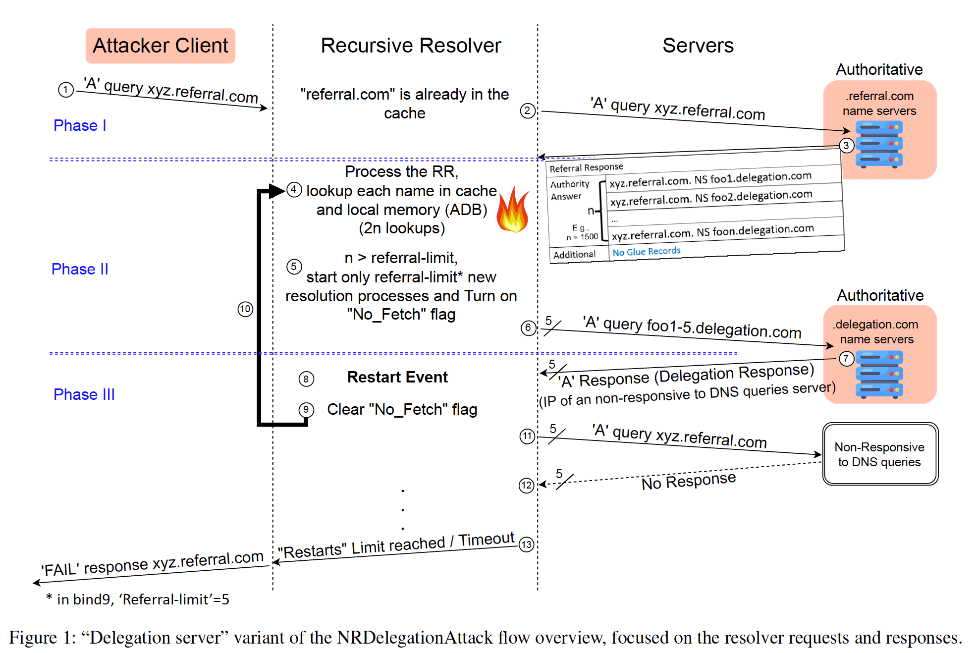 Attacker Client
Recursive Resolver
Servers
Authoritative
.referral.com
name servers
① 'A' query xyz.referral.com
"referral.com" is already in the
cache
② 'A' query xyz.referral.com
③
Phase I
Referral Response
Authority
Answer
n
E.g.,
n = 1500
xyz.referral.com. NS foo1.delegation.com
xyz.referral.com. NS foo2.delegation.com
...
xyz.referral.com. NS foon.delegation.com
Additional
No Glue Records
④
Process the RR,
lookup each name in cache
and local memory (ADB)
(2n lookups)
Phase II
⑤
n > referral-limit,
start only referral-limit* new
resolution processes and Turn on
"No_Fetch" flag
⑩
Authoritative
.delegation.com
name servers
⑥ 5 'A' query foo1-5.delegation.com
⑦
5 'A' Response (Delegation Response)
(IP of an non-responsive to DNS queries server)
Phase III
⑧ Restart Event
⑨ Clear "No_Fetch" flag
⑪ 5 'A' query xyz.referral.com
Non-Responsive
to DNS queries
⑫ 5 No Response
.
.
.
⑬ "Restarts" Limit reached / Timeout
'FAIL' response xyz.referral.com
* in bind9, ‘Referral-limit’=5
Figure 1: “Delegation server” variant of the NRDelegationAttack flow overview, focused on the resolver requests and responses.